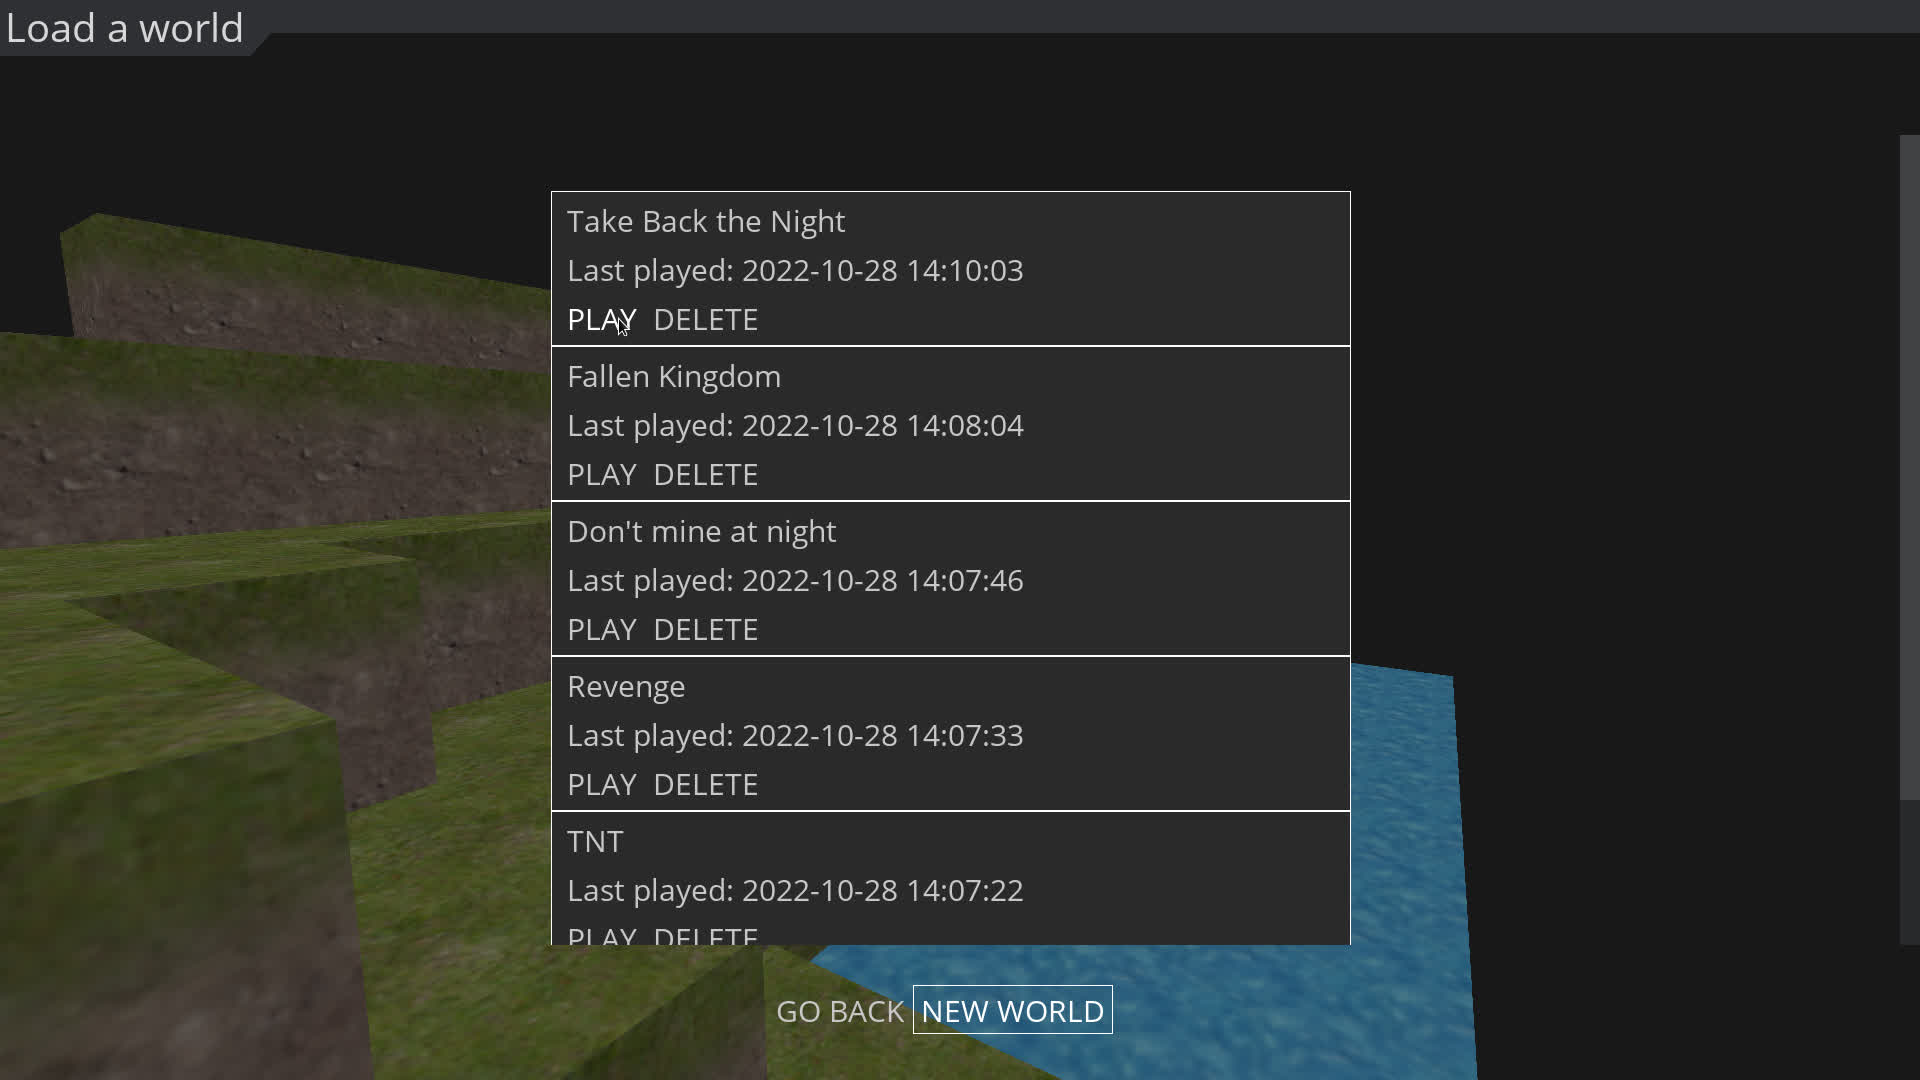 Load a world
Take Back the Night
Last played: 2022-10-28 14:10:03
PLAY DELETE
Fallen Kingdom
Last played: 2022-10-28 14:08:04
PLAY DELETE
Don't mine at night
Last played: 2022-10-28 14:07:46
PLAY DELETE
Revenge
Last played: 2022-10-28 14:07:33
PLAY DELETE
TNT
Last played: 2022-10-28 14:07:22
PLAY DELETE
GO BACK NEW WORLD